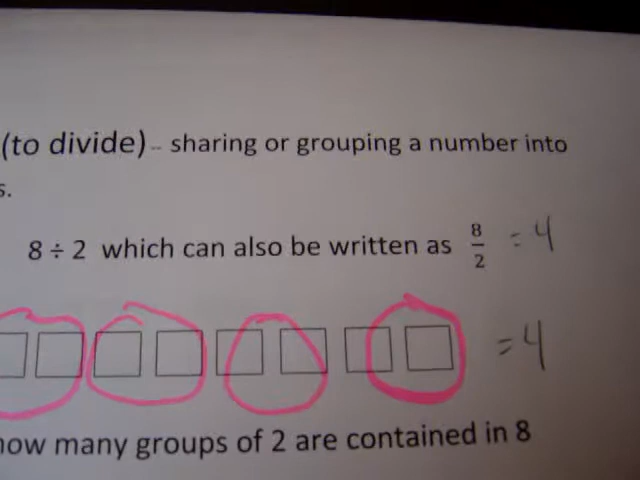 (to divide) – sharing or grouping a number into
s.
8 ÷ 2 which can also be written as 8/2 = 4
= 4
how many groups of 2 are contained in 8